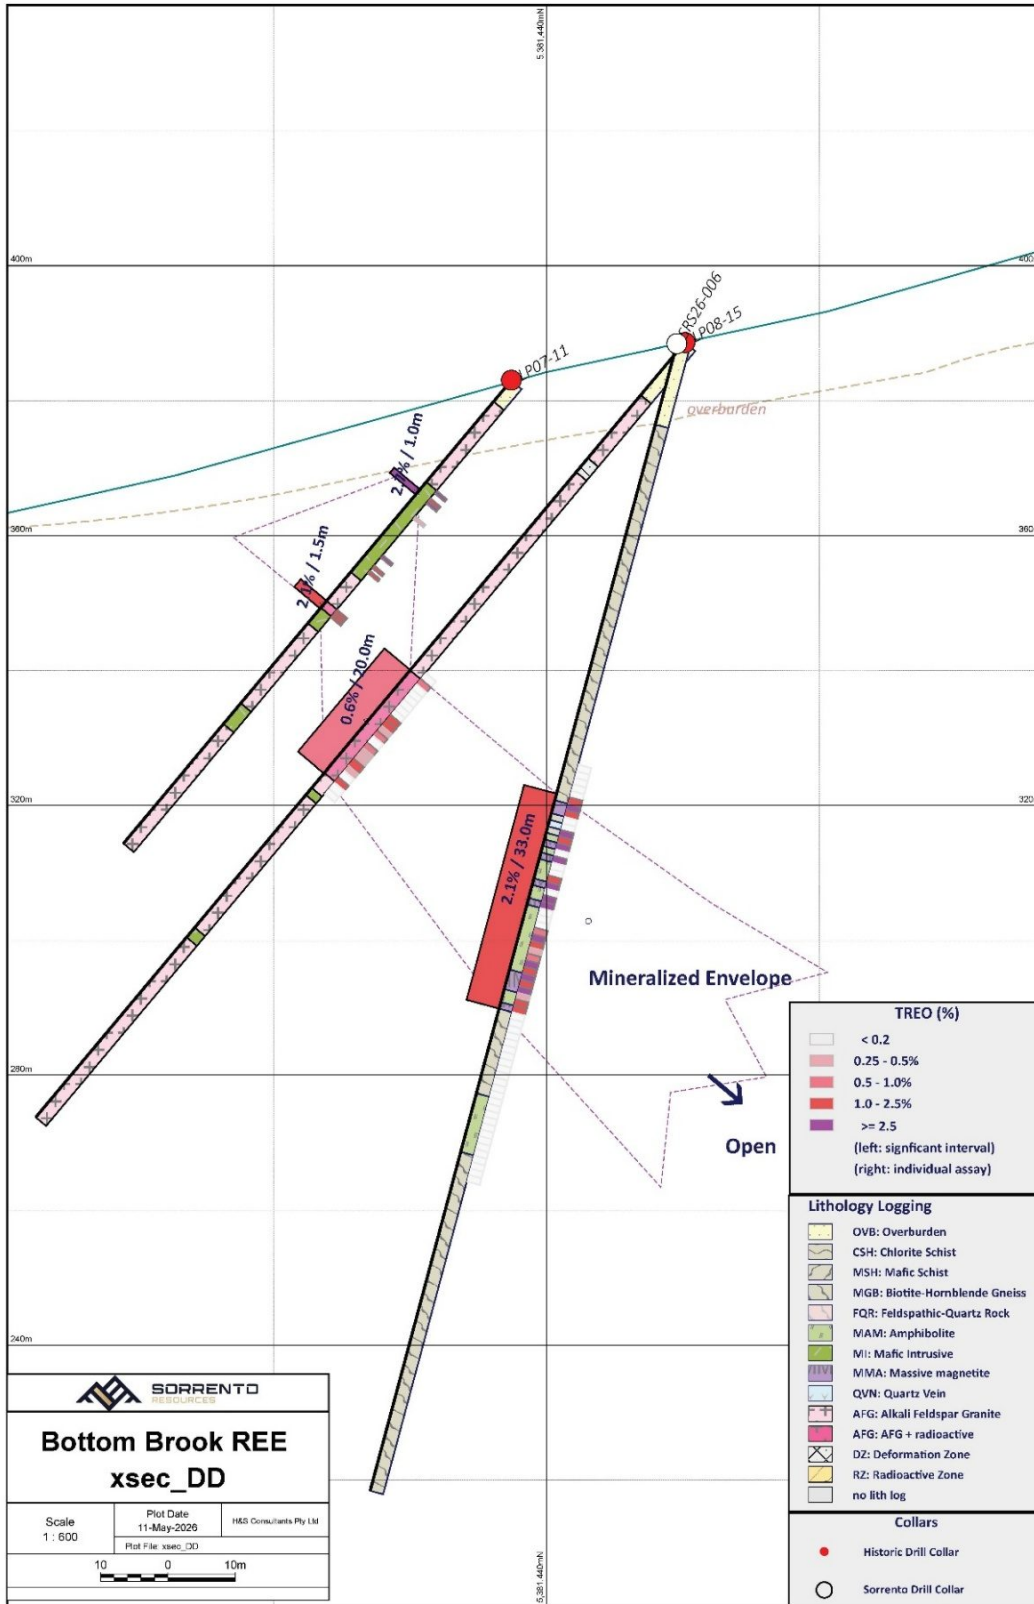 5,381,440mN
400m
400
SRS26-006
LP08-15
LP07-11
overburden
2.1% / 1.0m
360m
360
2.1% / 1.5m
0.6% / 20.0m
320m
320
2.1% / 33.0m
Mineralized Envelope
280m
Open
240m
TREO (%)
< 0.2
0.25 - 0.5%
0.5 - 1.0%
1.0 - 2.5%
>= 2.5
(left: signficant interval)
(right: individual assay)
Lithology Logging
OVB: Overburden
CSH: Chlorite Schist
MSH: Mafic Schist
MGB: Biotite-Hornblende Gneiss
FQR: Feldspathic-Quartz Rock
MAM: Amphibolite
MI: Mafic Intrusive
MMA: Massive magnetite
QVN: Quartz Vein
AFG: Alkali Feldspar Granite
AFG: AFG + radioactive
DZ: Deformation Zone
RZ: Radioactive Zone
no lith log
Collars
Historic Drill Collar
Sorrento Drill Collar
SORRENTO
RESOURCES
Bottom Brook REE
xsec_DD
Scale
1 : 600
Plot Date
11-May-2026
H&S Consultants Pty Ltd
Plot File: xsec_DD
10 0 10m
5,381,440mN